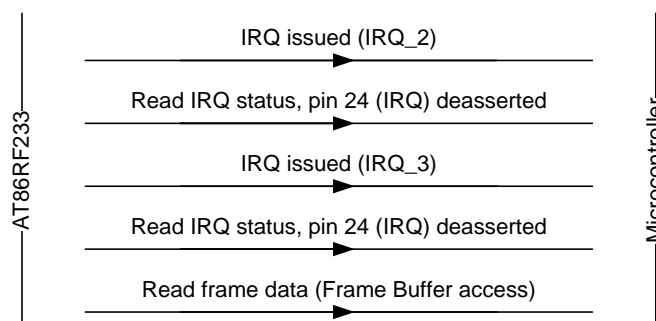 IRQ issued (IRQ_2)
Read IRQ status, pin 24 (IRQ) deasserted
IRQ issued (IRQ_3)
Read IRQ status, pin 24 (IRQ) deasserted
Read frame data (Frame Buffer access)
AT86RF233
Microcontroller